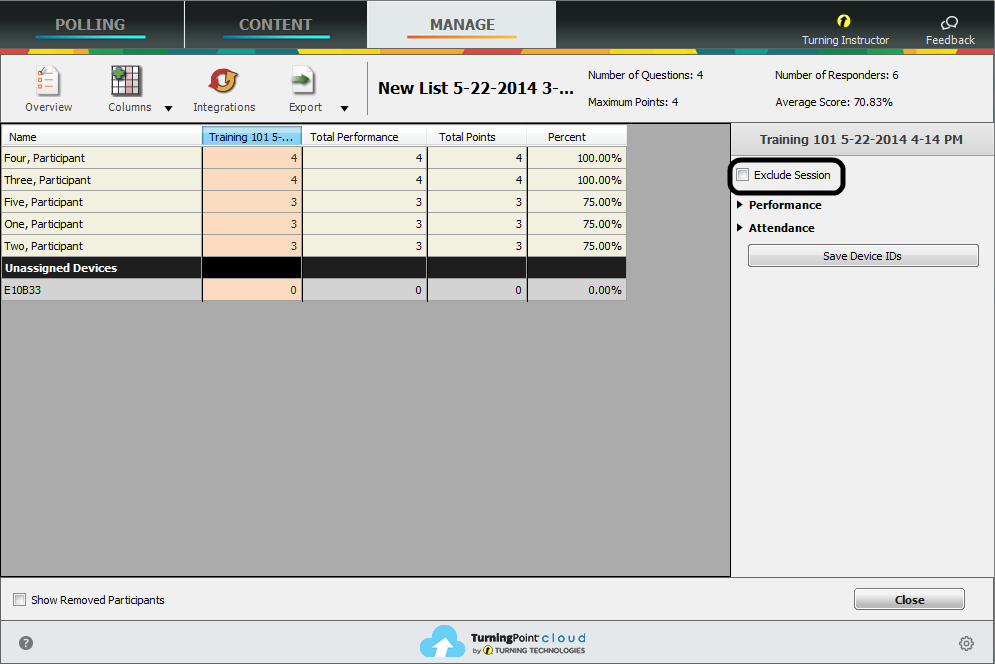 POLLING CONTENT MANAGE Turning Instructor Feedback
Overview Columns Integrations Export
New List 5-22-2014 3-...
Number of Questions: 4 Number of Responders: 6
Maximum Points: 4 Average Score: 70.83%
Name Training 101 5-... Total Performance Total Points Percent
Four, Participant 4 4 4 100.00%
Three, Participant 4 4 4 100.00%
Five, Participant 3 3 3 75.00%
One, Participant 3 3 3 75.00%
Two, Participant 3 3 3 75.00%
Unassigned Devices
E10B33 0 0 0 0.00%
Training 101 5-22-2014 4-14 PM
Exclude Session
Performance
Attendance
Save Device IDs
Show Removed Participants Close
?
TurningPoint cloud
by TURNING TECHNOLOGIES